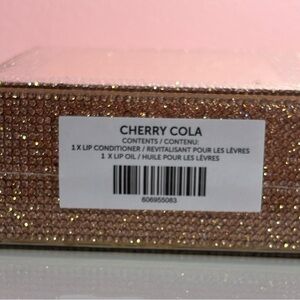 CHERRY COLA
CONTENTS / CONTENU:
1 X LIP CONDITIONER / REVITALISANT POUR LES LÈVRES
1 X LIP OIL / HUILE POUR LES LÈVRES
606955083